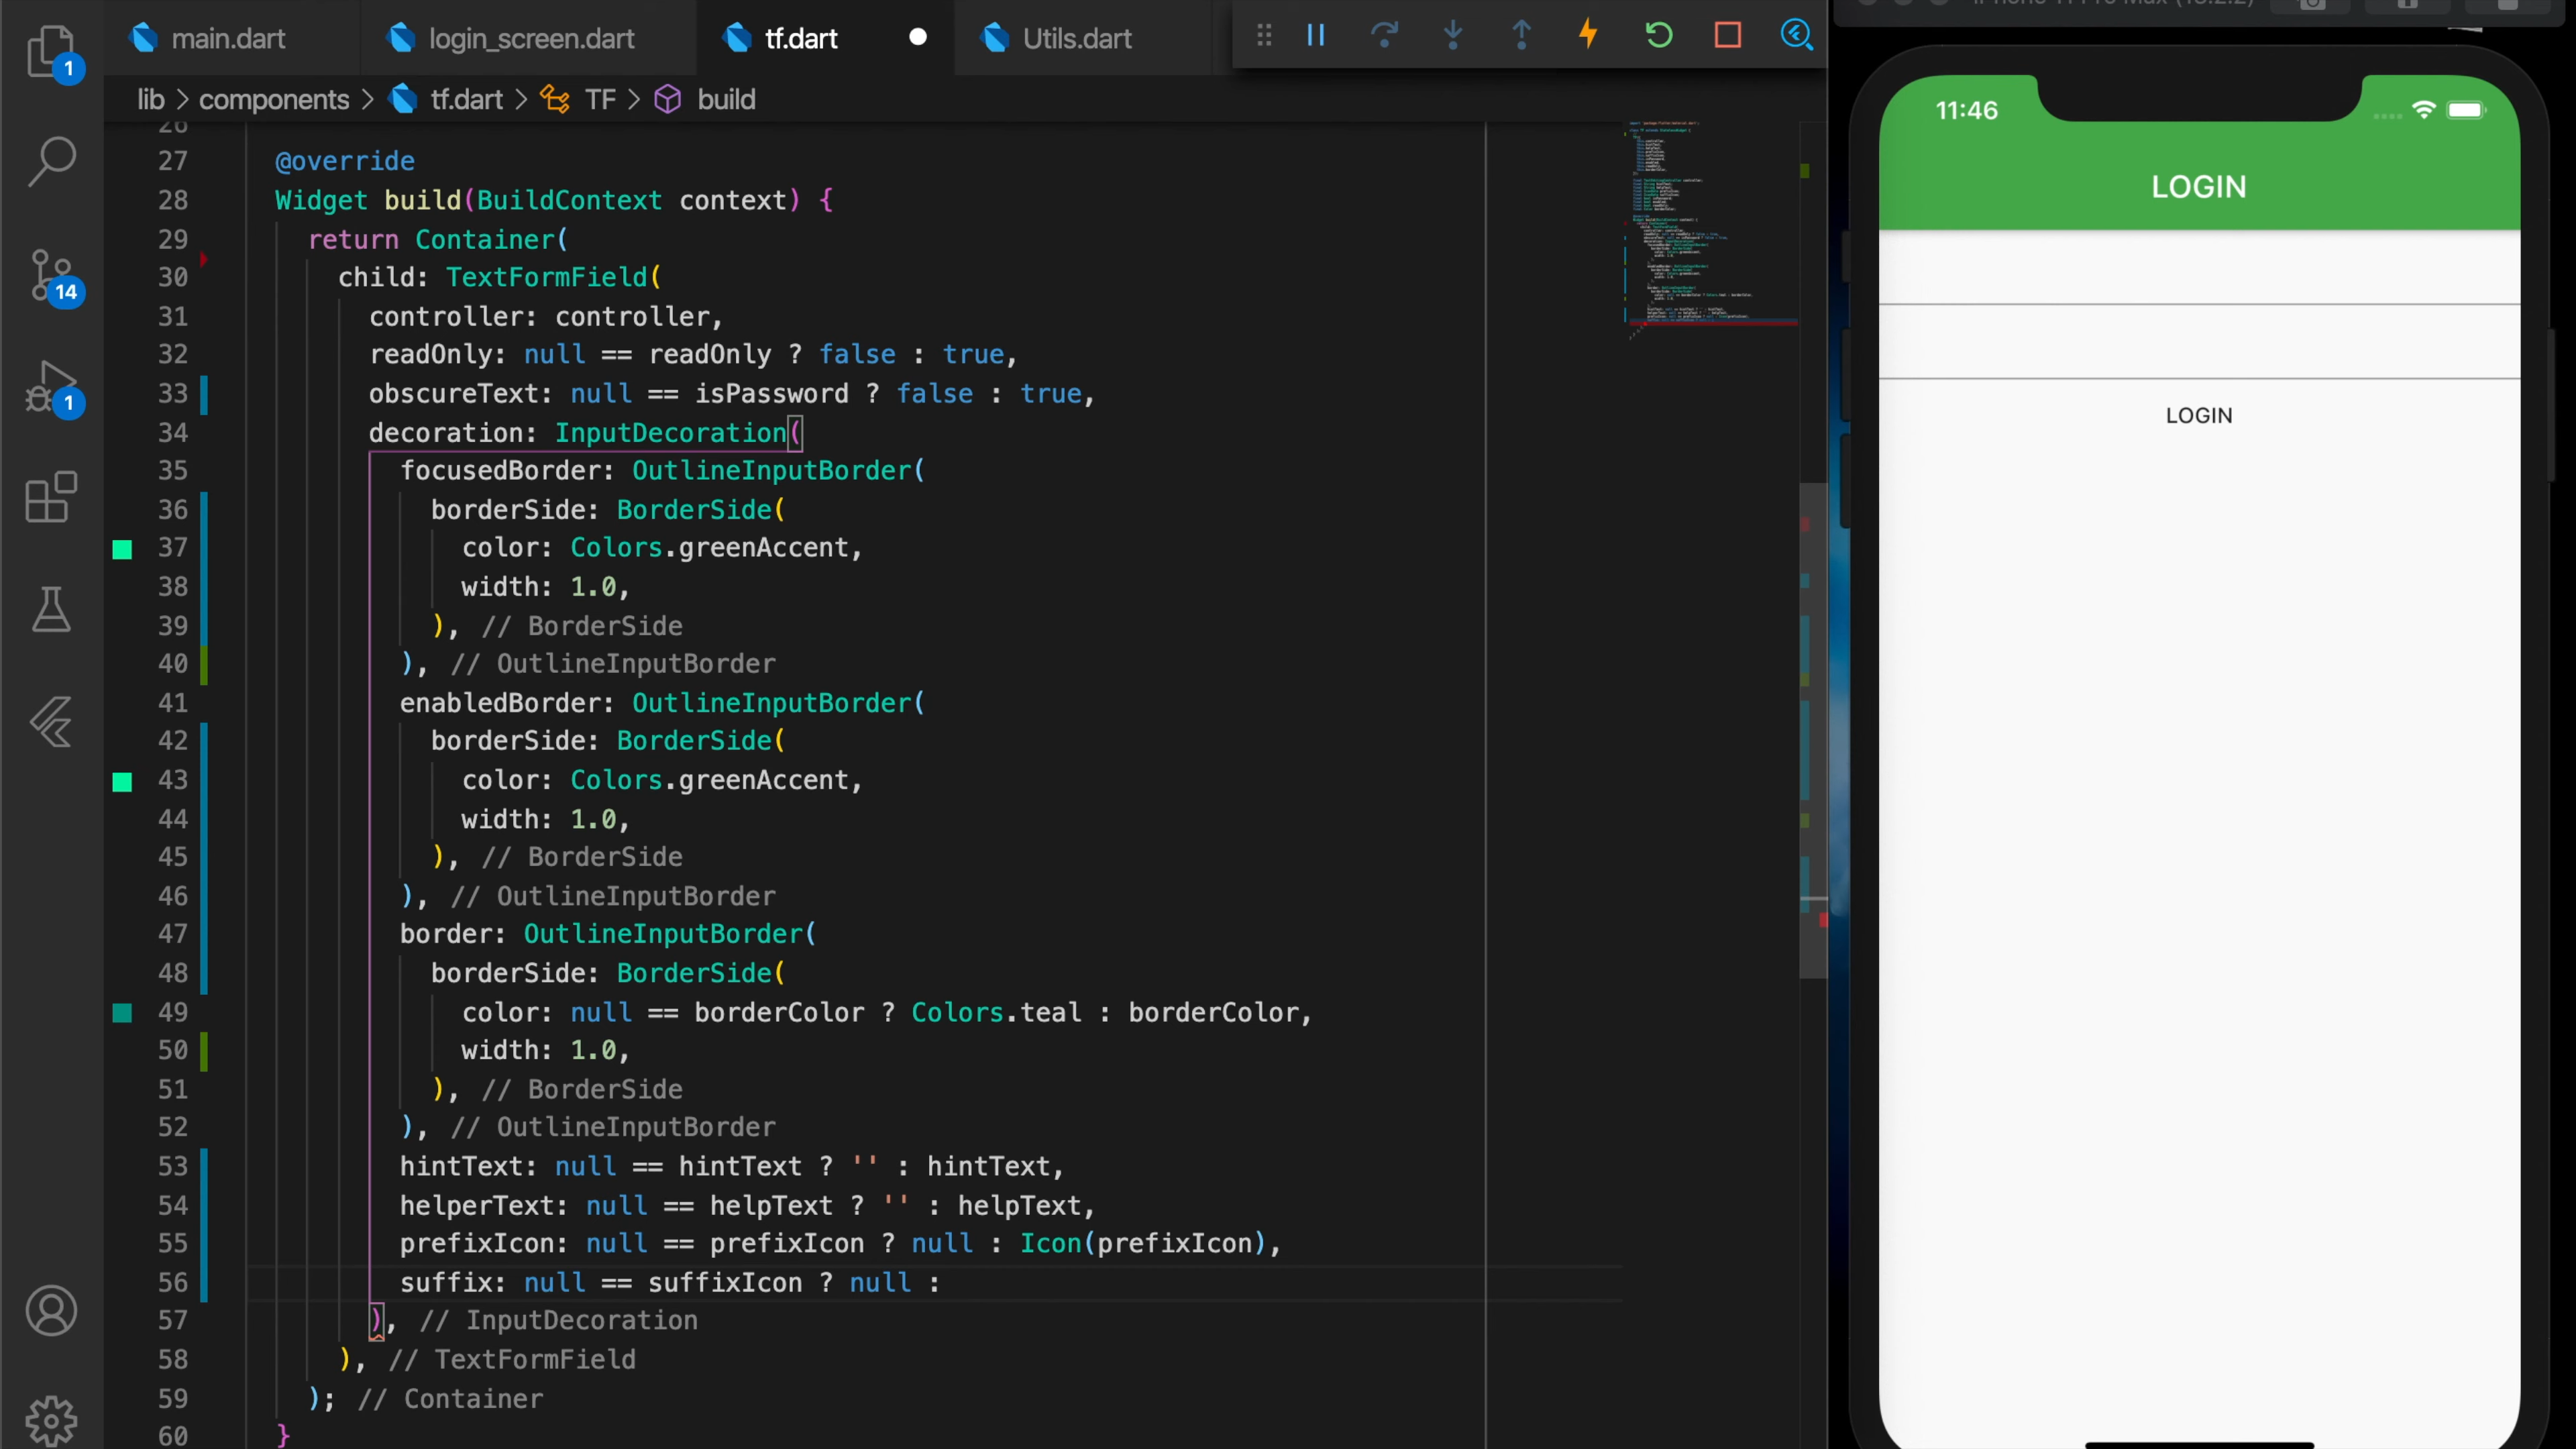 main.dart login_screen.dart tf.dart Utils.dart
lib > components > tf.dart > TF > build
26
27 @override
28 Widget build(BuildContext context) {
29 return Container(
30 child: TextFormField(
31 controller: controller,
32 readOnly: null == readOnly ? false : true,
33 obscureText: null == isPassword ? false : true,
34 decoration: InputDecoration(
35 focusedBorder: OutlineInputBorder(
36 borderSide: BorderSide(
37 color: Colors.greenAccent,
38 width: 1.0,
39 ), // BorderSide
40 ), // OutlineInputBorder
41 enabledBorder: OutlineInputBorder(
42 borderSide: BorderSide(
43 color: Colors.greenAccent,
44 width: 1.0,
45 ), // BorderSide
46 ), // OutlineInputBorder
47 border: OutlineInputBorder(
48 borderSide: BorderSide(
49 color: null == borderColor ? Colors.teal : borderColor,
50 width: 1.0,
51 ), // BorderSide
52 ), // OutlineInputBorder
53 hintText: null == hintText ? '' : hintText,
54 helperText: null == helpText ? '' : helpText,
55 prefixIcon: null == prefixIcon ? null : Icon(prefixIcon),
56 suffix: null == suffixIcon ? null :
57 ), // InputDecoration
58 ), // TextFormField
59 ); // Container
60 }
1
14
1
11:46
LOGIN
LOGIN